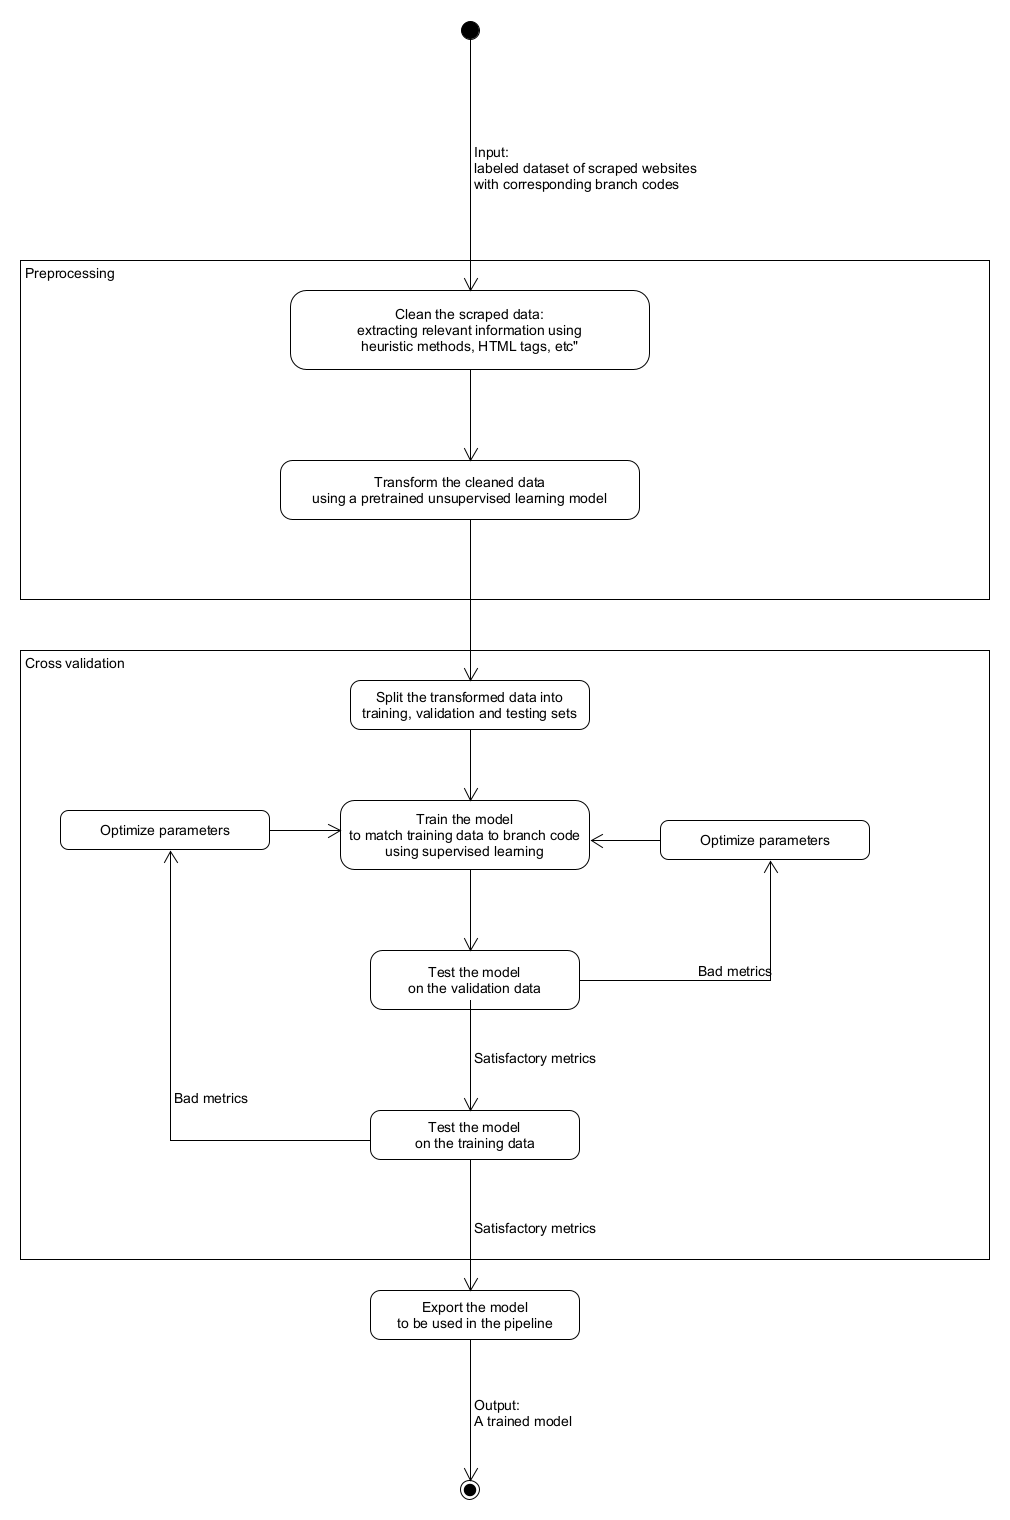 Input:
labeled dataset of scraped websites
with corresponding branch codes
Preprocessing
Clean the scraped data:
extracting relevant information using
heuristic methods, HTML tags, etc"
Transform the cleaned data
using a pretrained unsupervised learning model
Cross validation
Split the transformed data into
training, validation and testing sets
Optimize parameters
Train the model
to match training data to branch code
using supervised learning
Optimize parameters
Test the model
on the validation data
Bad metrics
Satisfactory metrics
Bad metrics
Test the model
on the training data
Satisfactory metrics
Export the model
to be used in the pipeline
Output:
A trained model